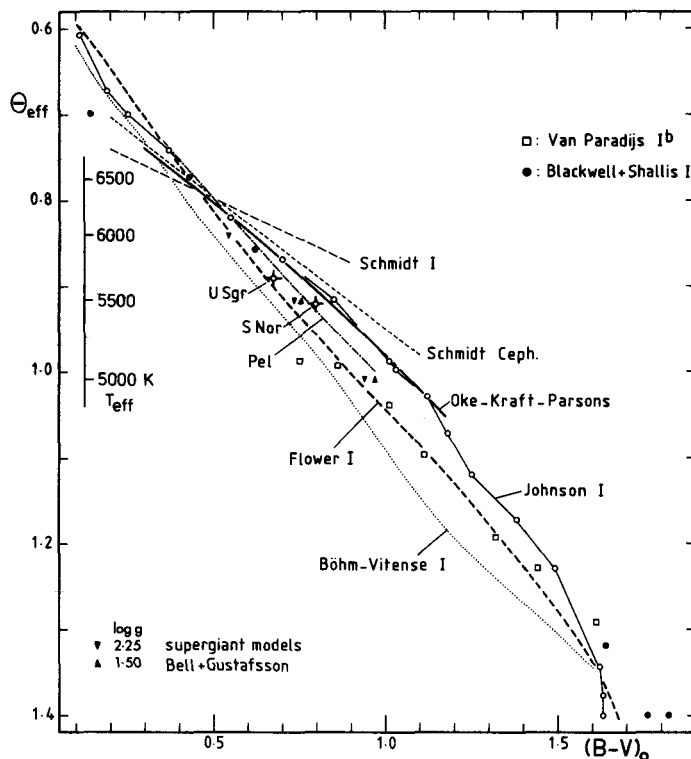 0.6
Θeff
□ : Van Paradijs Iᵇ
● : Blackwell+Shallis I
6500
0.8
6000
Schmidt I
U Sgr
5500
S Nor
Schmidt Ceph.
Pel
1.0
5000 K
Teff
Oke-Kraft-Parsons
Flower I
Johnson I
1.2
Böhm-Vitense I
log g
▼ 2·25 supergiant models
▲ 1·50 Bell+Gustafsson
1.4
0.5
1.0
1.5
(B-V)₀